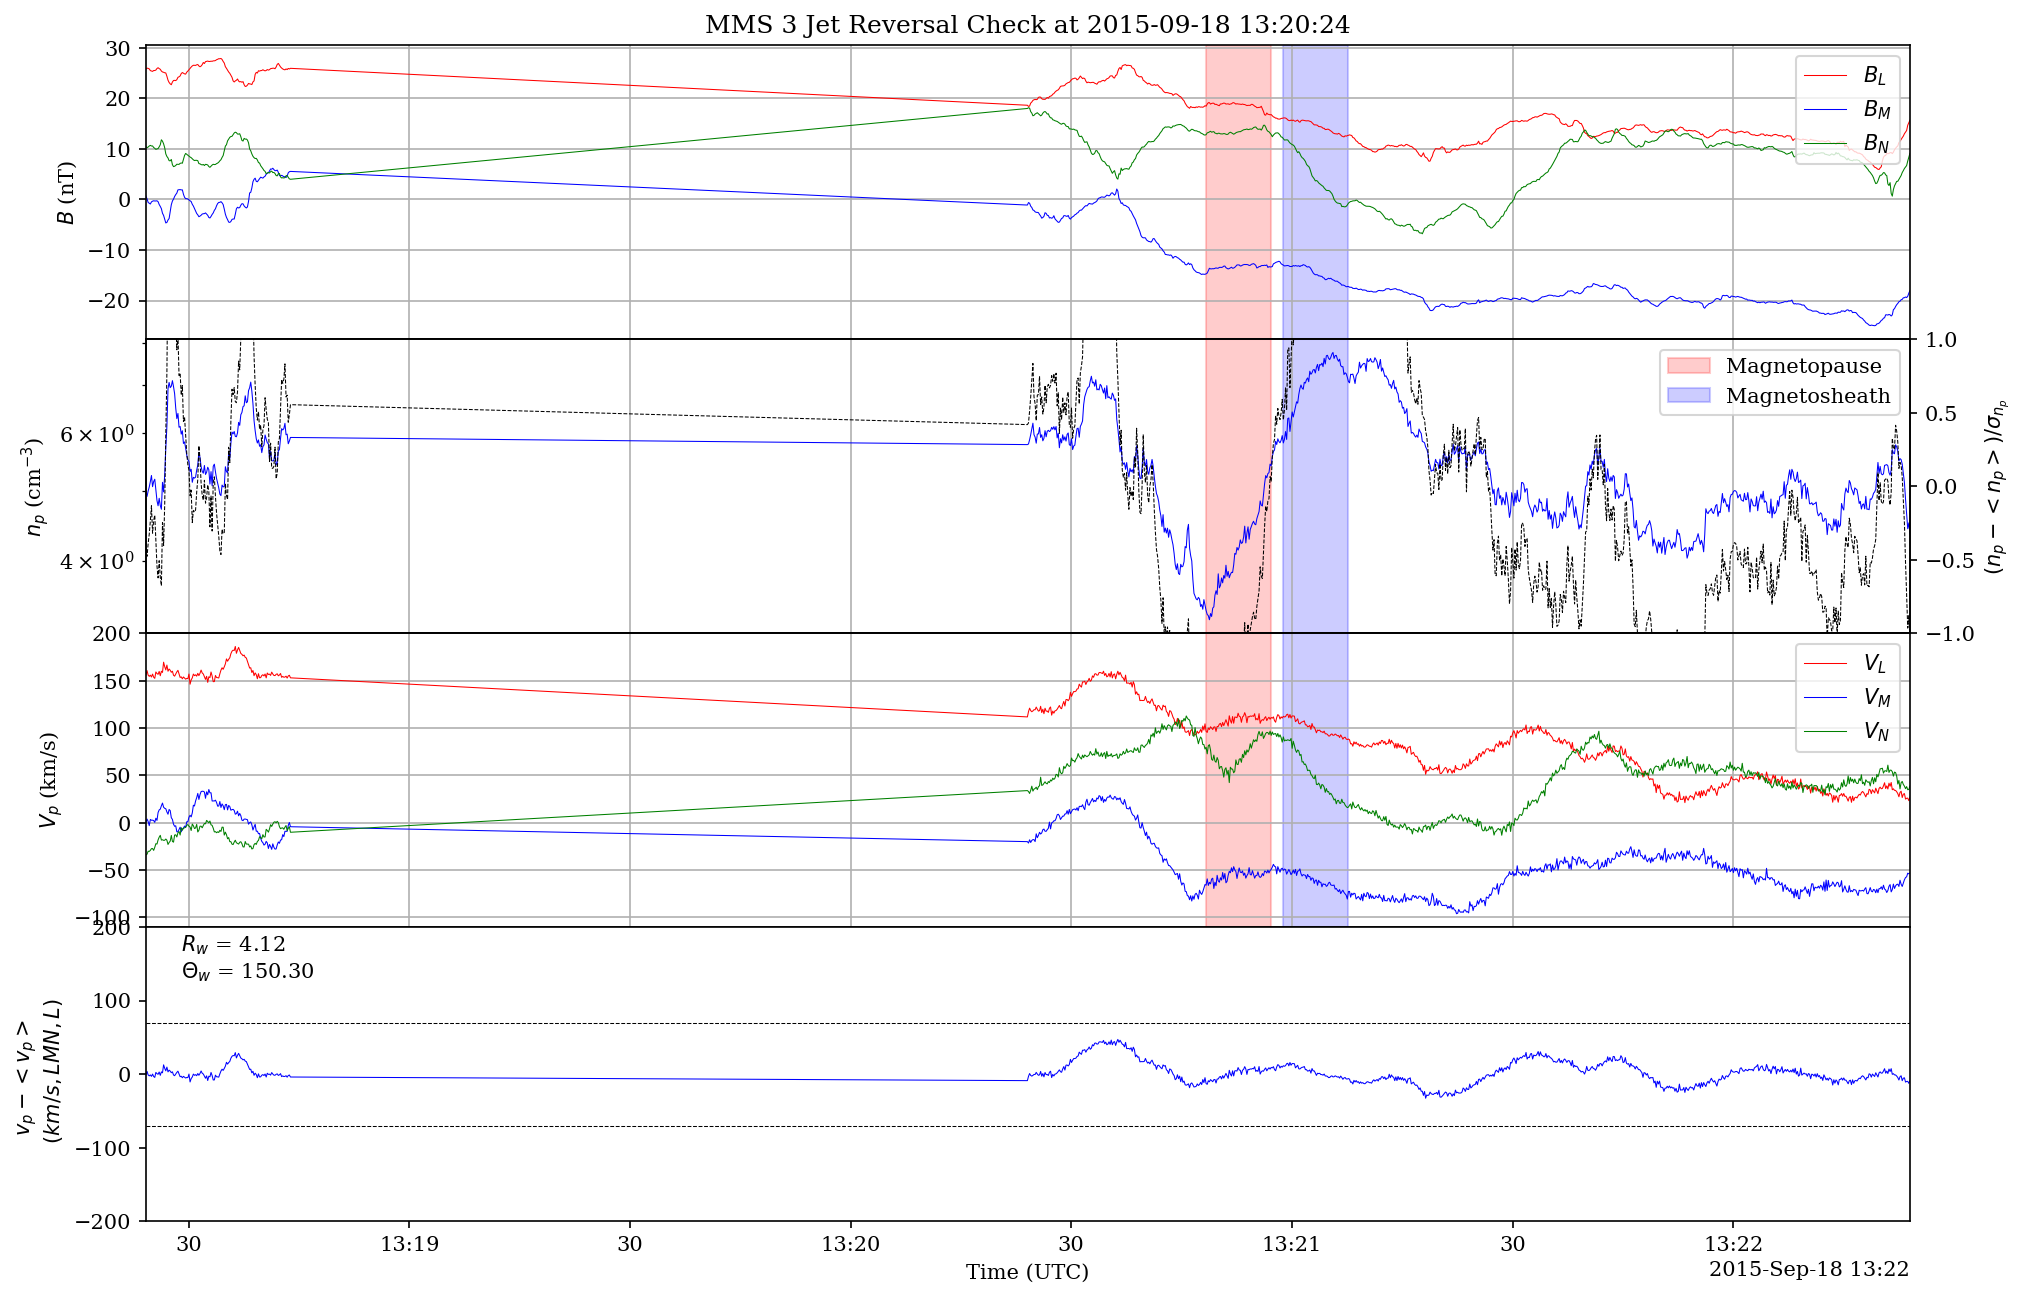 MMS 3 Jet Reversal Check at 2015-09-18 13:20:24
30
20
10
0
−10
−20
B (nT)
B_L
B_M
B_N
6 × 10^0
4 × 10^0
n_p (cm^−3)
1.0
0.5
0.0
−0.5
−1.0
(n_p − < n_p >)/σ_{n_p}
Magnetopause
Magnetosheath
200
150
100
50
0
−50
−100
V_p (km/s)
V_L
V_M
V_N
200
100
0
−100
−200
v_p − < v_p >
(km/s, LMN, L)
R_w = 4.12
Θ_w = 150.30
30
13:19
30
13:20
30
13:21
30
13:22
Time (UTC)
2015-Sep-18 13:22